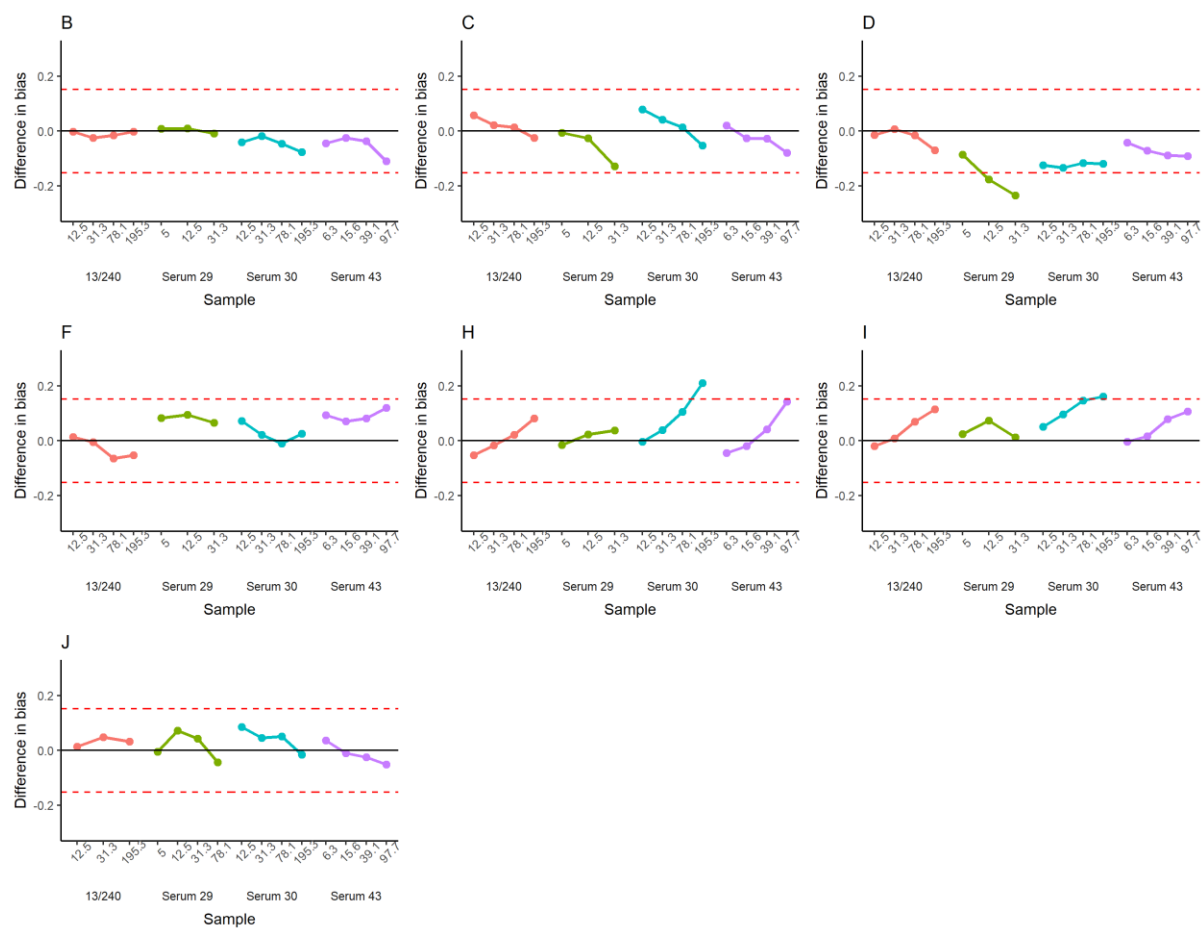 B
C
D
Difference in bias
0.2
0.0
-0.2
12.5 31.3 78.1 195.3 5 12.5 31.3 12.5 31.3 78.1 195.3 6.3 15.6 39.1 97.7
13/240 Serum 29 Serum 30 Serum 43
Sample
Difference in bias
0.2
0.0
-0.2
12.5 31.3 78.1 195.3 5 12.5 31.3 12.5 31.3 78.1 195.3 6.3 15.6 39.1 97.7
13/240 Serum 29 Serum 30 Serum 43
Sample
Difference in bias
0.2
0.0
-0.2
12.5 31.3 78.1 195.3 5 12.5 31.3 12.5 31.3 78.1 195.3 6.3 15.6 39.1 97.7
13/240 Serum 29 Serum 30 Serum 43
Sample
F
H
I
Difference in bias
0.2
0.0
-0.2
12.5 31.3 78.1 195.3 5 12.5 31.3 12.5 31.3 78.1 195.3 6.3 15.6 39.1 97.7
13/240 Serum 29 Serum 30 Serum 43
Sample
Difference in bias
0.2
0.0
-0.2
12.5 31.3 78.1 195.3 5 12.5 31.3 12.5 31.3 78.1 195.3 6.3 15.6 39.1 97.7
13/240 Serum 29 Serum 30 Serum 43
Sample
Difference in bias
0.2
0.0
-0.2
12.5 31.3 78.1 195.3 5 12.5 31.3 12.5 31.3 78.1 195.3 6.3 15.6 39.1 97.7
13/240 Serum 29 Serum 30 Serum 43
Sample
J
Difference in bias
0.2
0.0
-0.2
12.5 31.3 195.3 5 12.5 31.3 78.1 12.5 31.3 78.1 195.3 6.3 15.6 39.1 97.7
13/240 Serum 29 Serum 30 Serum 43
Sample